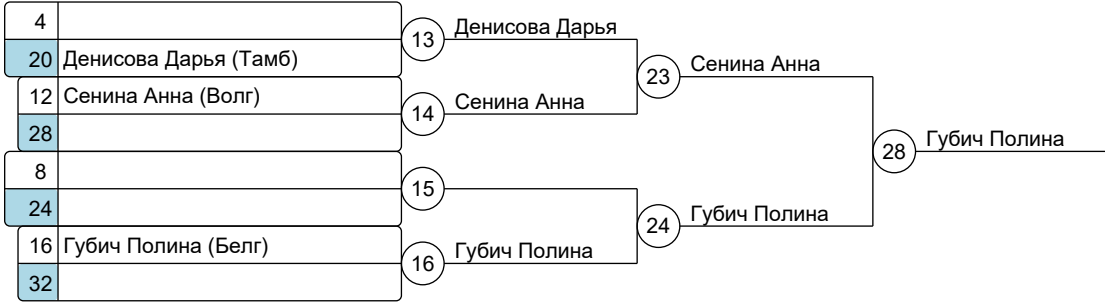 4
20 Денисова Дарья (Тамб)
12 Сенина Анна (Волг)
28
8
24
16 Губич Полина (Белг)
32
13 Денисова Дарья
14 Сенина Анна
15
16 Губич Полина
23 Сенина Анна
24 Губич Полина
28 Губич Полина